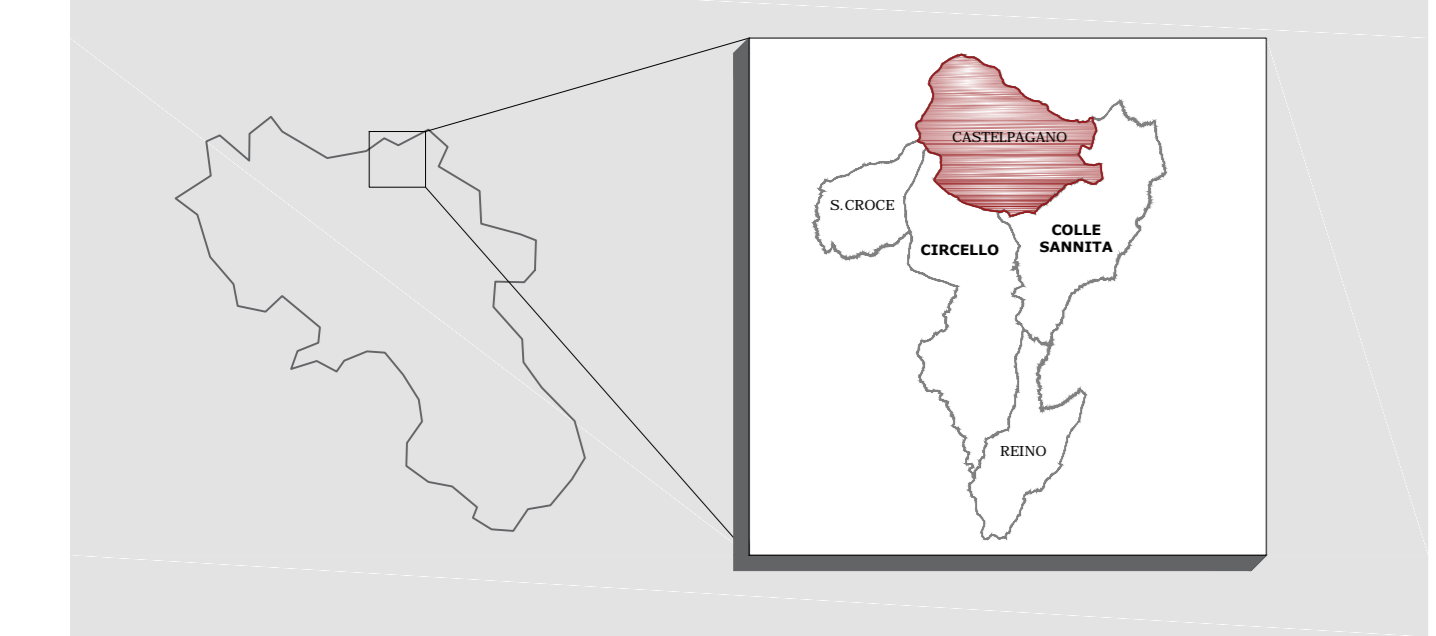 CASTELPAGANO
S.CROCE
CIRCELLO
COLLE
SANNITA
REINO